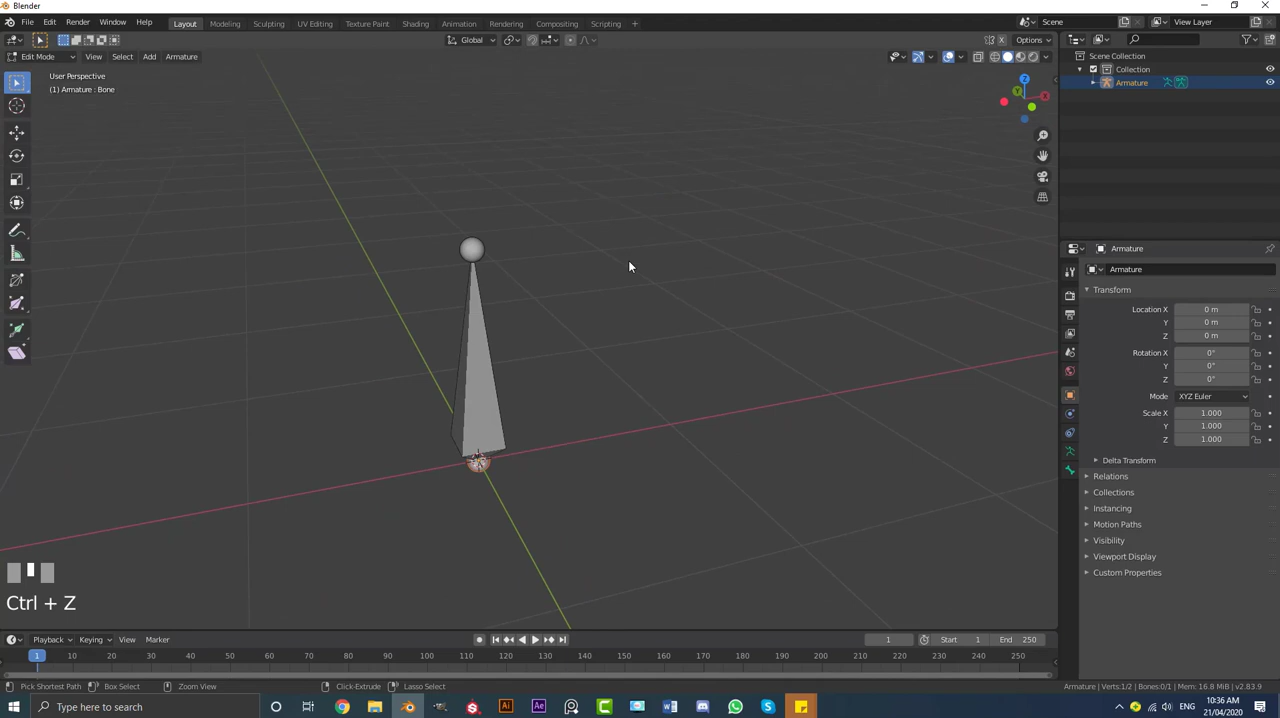 Blender
File Edit Render Window Help Layout Modeling Sculpting UV Editing Texture Paint Shading Animation Rendering Compositing Scripting + Scene View Layer
Global Options
Edit Mode View Select Add Armature
User Perspective
(1) Armature : Bone
Scene Collection
Collection
Armature
Z
Y
X
Armature
Armature
Transform
Location X 0 m
Y 0 m
Z 0 m
Rotation X 0°
Y 0°
Z 0°
Mode XYZ Euler
Scale X 1.000
Y 1.000
Z 1.000
Delta Transform
Relations
Collections
Instancing
Motion Paths
Visibility
Viewport Display
Custom Properties
Ctrl + Z
Playback Keying View Marker 1 Start 1 End 250
1 10 20 30 40 50 60 70 80 90 100 110 120 130 140 150 160 170 180 190 200 210 220 230 240 250
Pick Shortest Path Box Select Zoom View Click-Extrude Lasso Select Armature | Verts:1/2 | Bones:0/1 | Mem: 16.8 MiB | v2.83.9
Type here to search
10:36 AM
21/04/2020